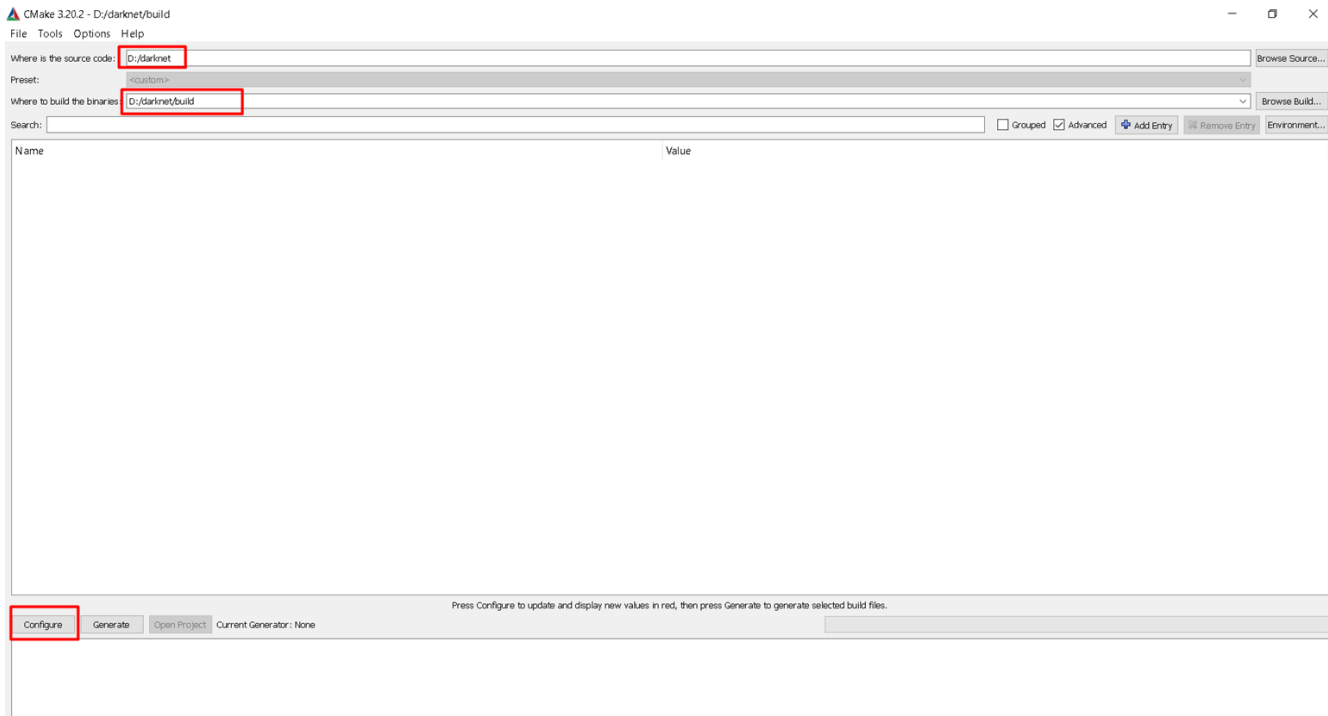 CMake 3.20.2 - D:/darknet/build
File Tools Options Help
Where is the source code: D:/darknet Browse Source...
Preset: <custom>
Where to build the binaries: D:/darknet/build Browse Build...
Search: Grouped Advanced Add Entry Remove Entry Environment...
Name Value
Press Configure to update and display new values in red, then press Generate to generate selected build files.
Configure Generate Open Project Current Generator: None